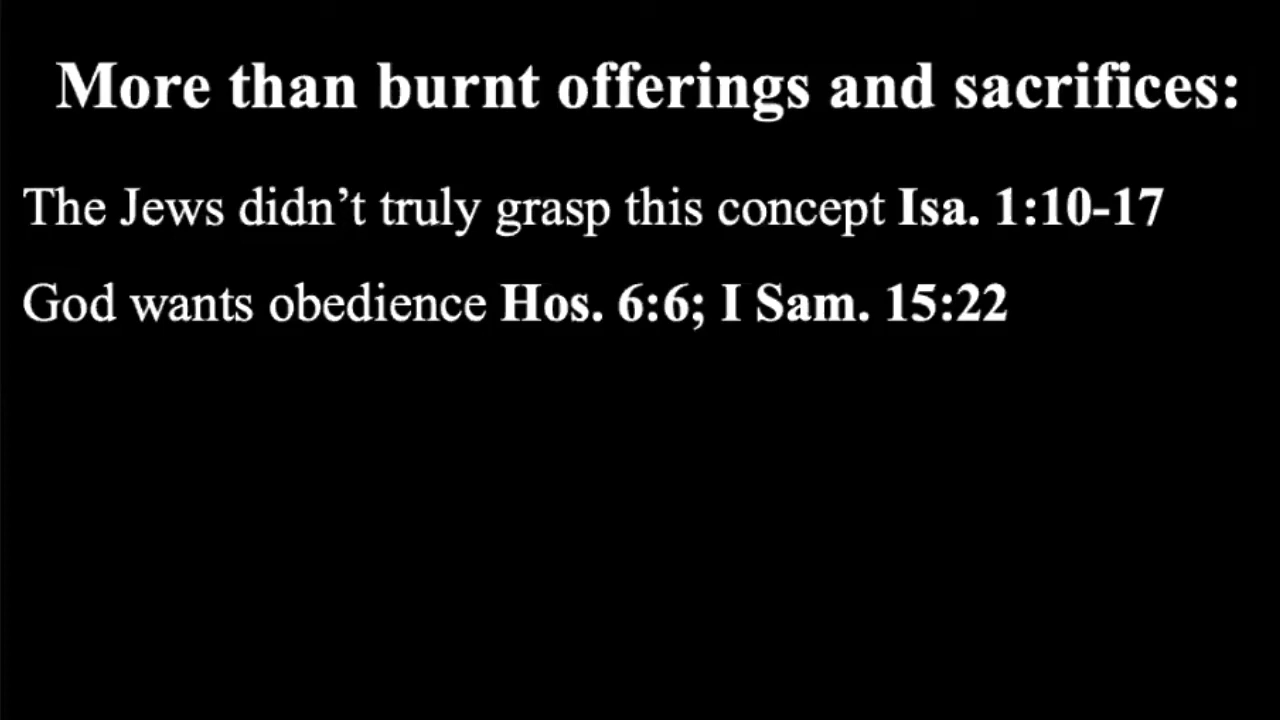 More than burnt offerings and sacrifices:
The Jews didn’t truly grasp this concept Isa. 1:10-17
God wants obedience Hos. 6:6; I Sam. 15:22